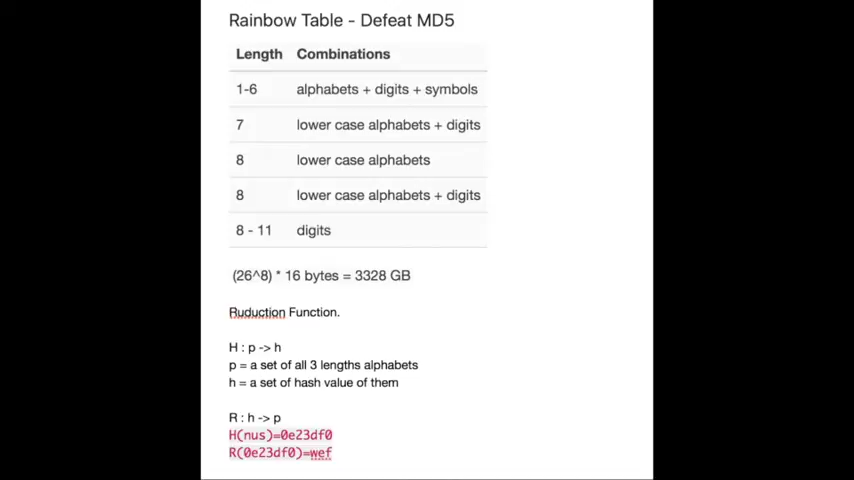 Rainbow Table - Defeat MD5
Length Combinations
1-6 alphabets + digits + symbols
7 lower case alphabets + digits
8 lower case alphabets
8 lower case alphabets + digits
8 - 11 digits
(26^8) * 16 bytes = 3328 GB
Ruduction Function.
H : p -> h
p = a set of all 3 lengths alphabets
h = a set of hash value of them
R : h -> p
H(nus)=0e23df0
R(0e23df0)=wef